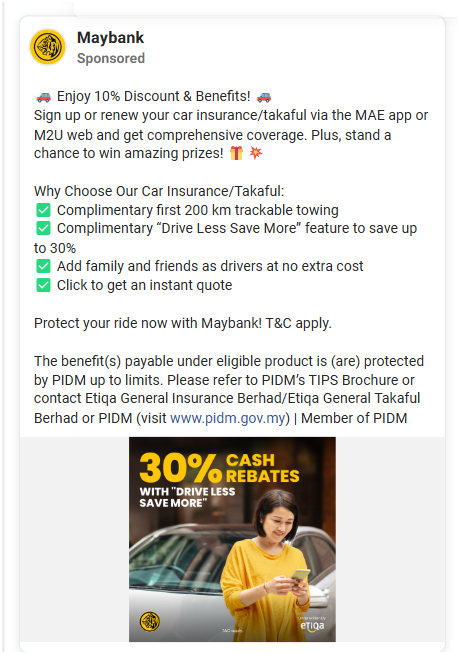 Maybank
Sponsored
🚙 Enjoy 10% Discount & Benefits! 🚙
Sign up or renew your car insurance/takaful via the MAE app or
M2U web and get comprehensive coverage. Plus, stand a
chance to win amazing prizes! 🎁 💥
Why Choose Our Car Insurance/Takaful:
✅ Complimentary first 200 km trackable towing
✅ Complimentary “Drive Less Save More” feature to save up
to 30%
✅ Add family and friends as drivers at no extra cost
✅ Click to get an instant quote
Protect your ride now with Maybank! T&C apply.
The benefit(s) payable under eligible product is (are) protected
by PIDM up to limits. Please refer to PIDM’s TIPS Brochure or
contact Etiqa General Insurance Berhad/Etiqa General Takaful
Berhad or PIDM (visit www.pidm.gov.my) | Member of PIDM
30% CASH
REBATES
WITH "DRIVE LESS
SAVE MORE"
etiqa